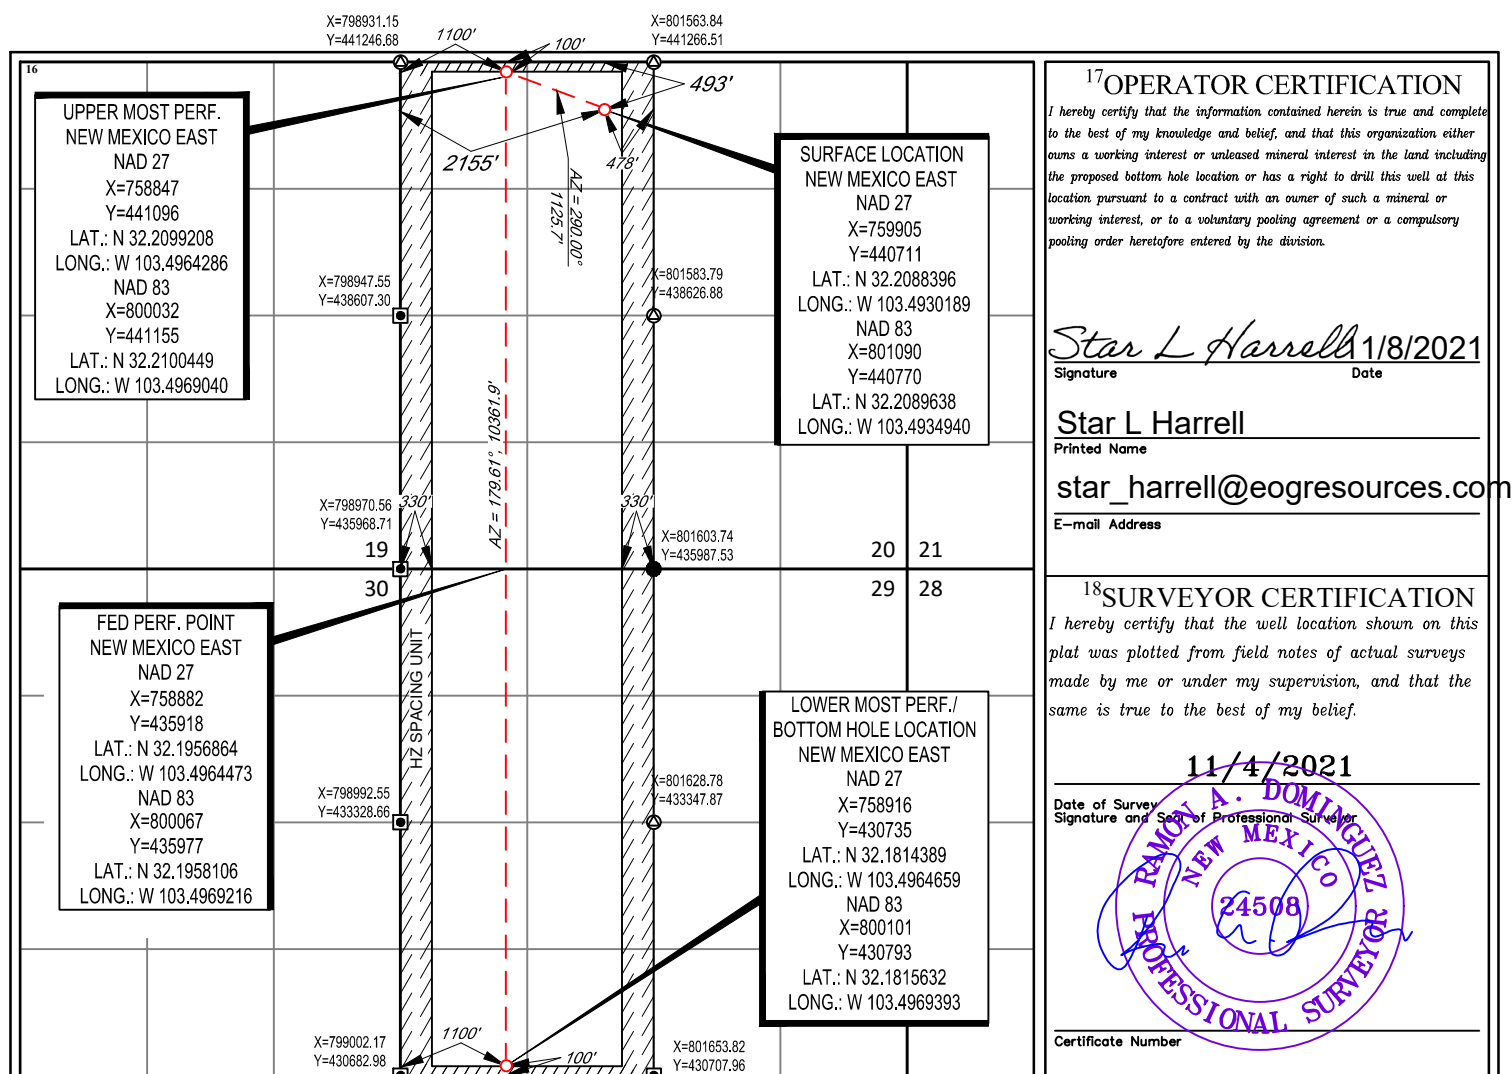 X=798931.15
Y=441246.68
1100'
100'
X=801563.84
Y=441266.51
16
493'
2155'
478'
AZ = 290.00°
1125.7'
UPPER MOST PERF.
NEW MEXICO EAST
NAD 27
X=758847
Y=441096
LAT.: N 32.2099208
LONG.: W 103.4964286
NAD 83
X=800032
Y=441155
LAT.: N 32.2100449
LONG.: W 103.4969040
SURFACE LOCATION
NEW MEXICO EAST
NAD 27
X=759905
Y=440711
LAT.: N 32.2088396
LONG.: W 103.4930189
NAD 83
X=801090
Y=440770
LAT.: N 32.2089638
LONG.: W 103.4934940
X=798947.55
Y=438607.30
X=801583.79
Y=438626.88
AZ = 179.61°, 10361.9'
X=798970.56
Y=435968.71
330'
330'
X=801603.74
Y=435987.53
19
20
21
30
29
28
FED PERF. POINT
NEW MEXICO EAST
NAD 27
X=758882
Y=435918
LAT.: N 32.1956864
LONG.: W 103.4964473
NAD 83
X=800067
Y=435977
LAT.: N 32.1958106
LONG.: W 103.4969216
HZ SPACING UNIT
LOWER MOST PERF./
BOTTOM HOLE LOCATION
NEW MEXICO EAST
NAD 27
X=758916
Y=430735
LAT.: N 32.1814389
LONG.: W 103.4964659
NAD 83
X=800101
Y=430793
LAT.: N 32.1815632
LONG.: W 103.4969393
X=798992.55
Y=433328.66
X=801628.78
Y=433347.87
X=799002.17
Y=430682.98
1100'
100'
X=801653.82
Y=430707.96
17OPERATOR CERTIFICATION
I hereby certify that the information contained herein is true and complete
to the best of my knowledge and belief, and that this organization either
owns a working interest or unleased mineral interest in the land including
the proposed bottom hole location or has a right to drill this well at this
location pursuant to a contract with an owner of such a mineral or
working interest, or to a voluntary pooling agreement or a compulsory
pooling order heretofore entered by the division.
Star L Harrell 11/8/2021
Signature Date
Star L Harrell
Printed Name
star_harrell@eogresources.com
E-mail Address
18SURVEYOR CERTIFICATION
I hereby certify that the well location shown on this
plat was plotted from field notes of actual surveys
made by me or under my supervision, and that the
same is true to the best of my belief.
11/4/2021
Date of Survey
Signature and Seal of Professional Surveyor
RAMON A. DOMINGUEZ
NEW MEXICO
24508
PROFESSIONAL SURVEYOR
Certificate Number